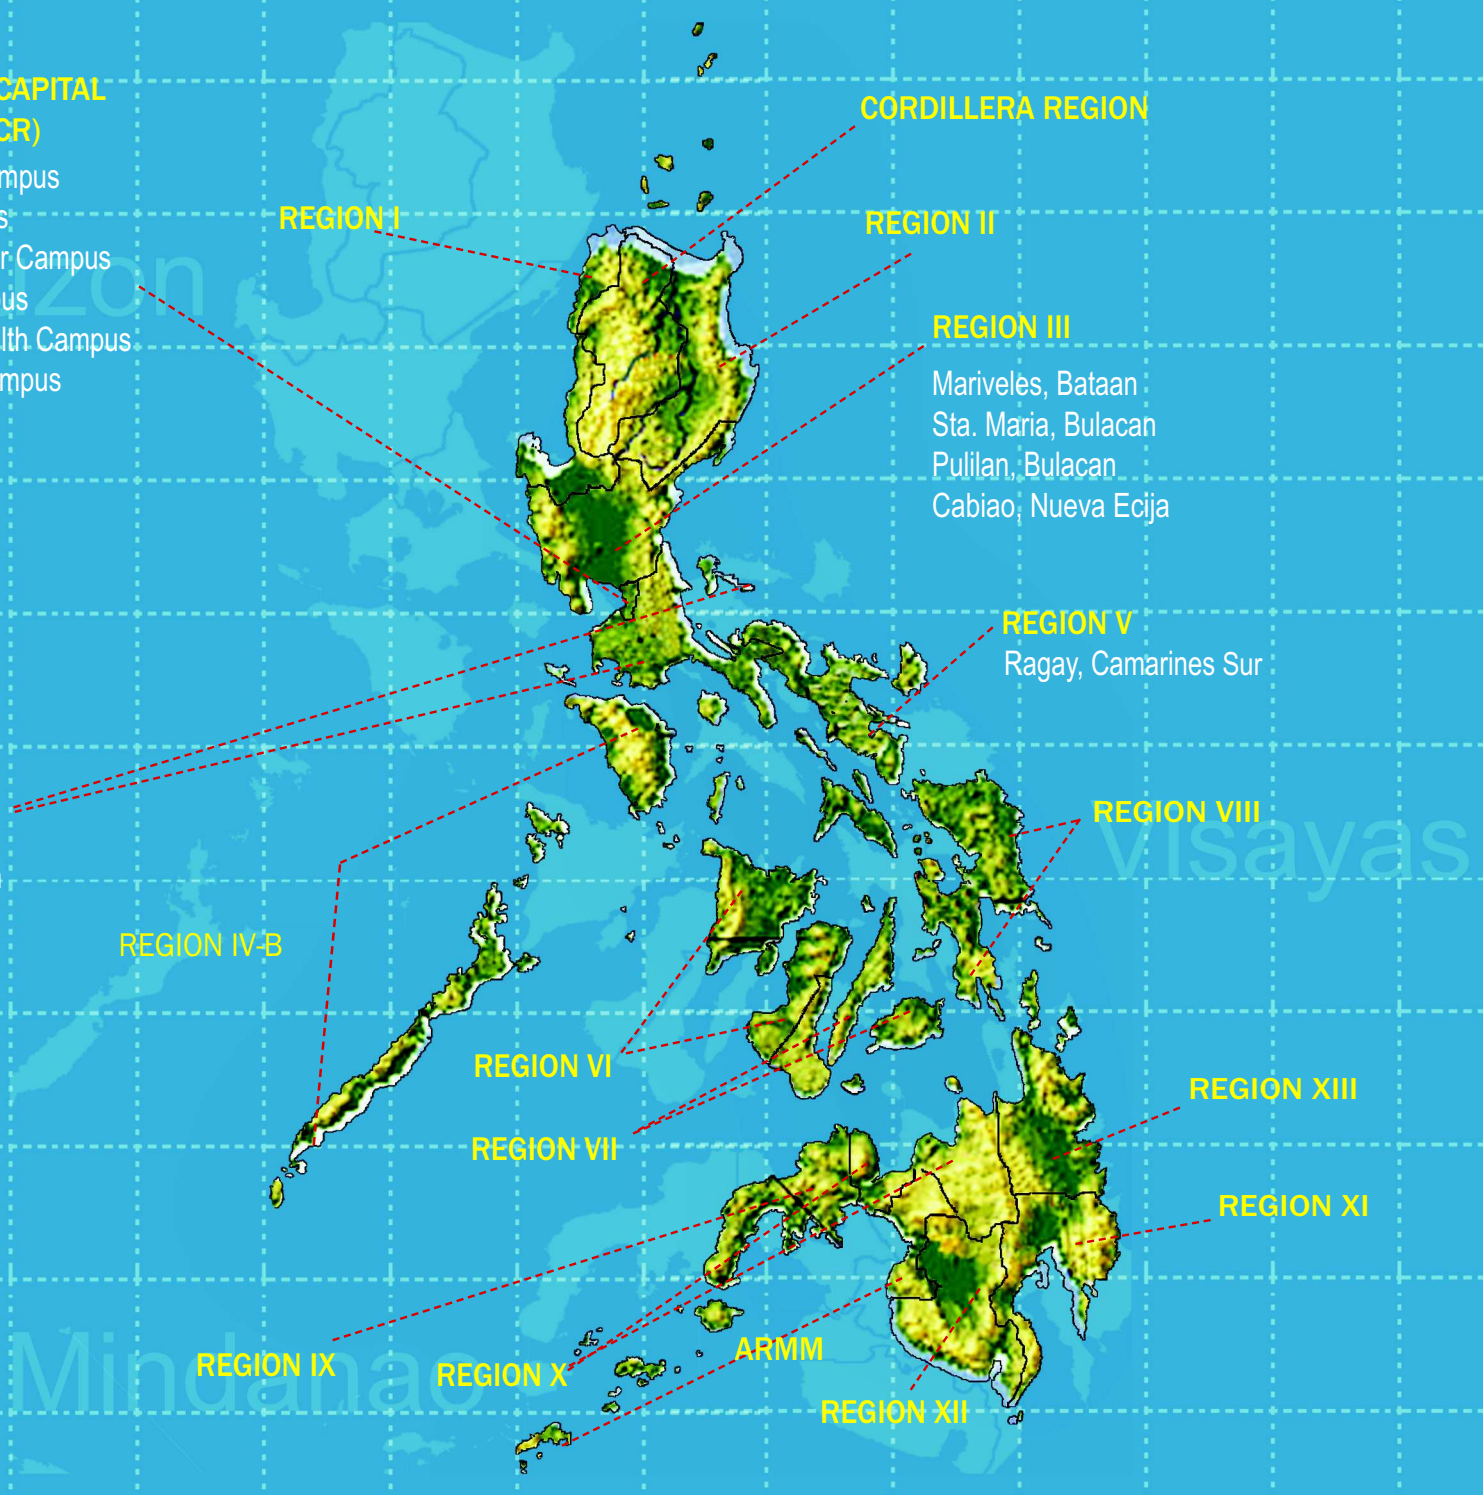 CAPITAL
CR)
mpus
s
r Campus
us
lth Campus
mpus
zon
REGION I
CORDILLERA REGION
REGION II
REGION III
Mariveles, Bataan
Sta. Maria, Bulacan
Pulilan, Bulacan
Cabiao, Nueva Ecija
REGION V
Ragay, Camarines Sur
REGION VIII
Visayas
REGION IV-B
REGION VI
REGION VII
REGION XIII
REGION XI
Mindanao
REGION IX
REGION X
ARMM
REGION XII